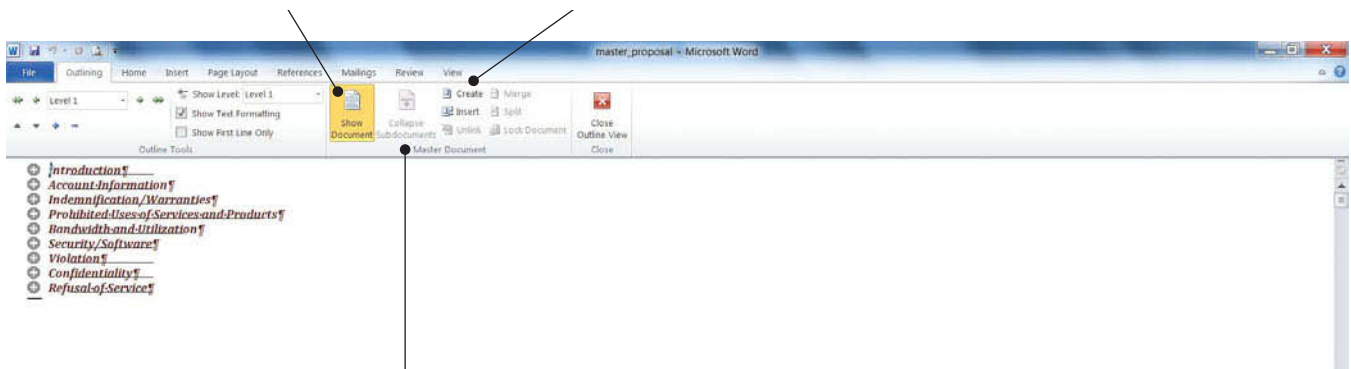 W master_proposal - Microsoft Word
File Outlining Home Insert Page Layout References Mailings Review View
Level 1
Show Level: Level 1
Show Text Formatting
Show First Line Only
Outline Tools
Show Document
Collapse Subdocuments
Create Merge
Insert Split
Unlink Lock Document
Master Document
Close Outline View
Close
Introduction¶
Account·Information¶
Indemnification/Warranties¶
Prohibited·Uses·of·Services·and·Products¶
Bandwidth·and·Utilization¶
Security/Software¶
Violation¶
Confidentiality¶
Refusal·of·Service¶